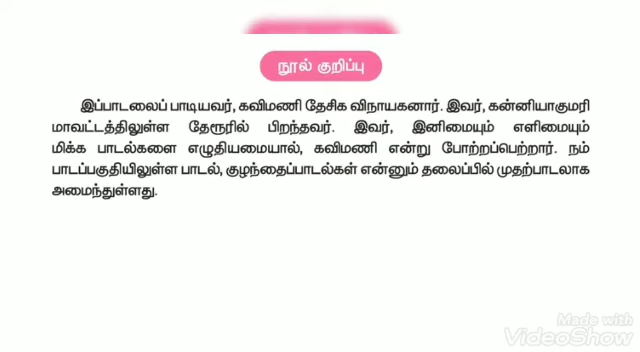 நூல் குறிப்பு
இப்பாடலைப் பாடியவர், கவிமணி தேசிக விநாயகனார். இவர், கன்னியாகுமரி
மாவட்டத்திலுள்ள தேரூரில் பிறந்தவர். இவர், இனிமையும் எளிமையும்
மிக்க பாடல்களை எழுதியமையால், கவிமணி என்று போற்றப்பெற்றார். நம்
பாடப்பகுதியிலுள்ள பாடல், குழந்தைப்பாடல்கள் என்னும் தலைப்பில் முதற்பாடலாக
அமைந்துள்ளது.
Made with
VideoShow